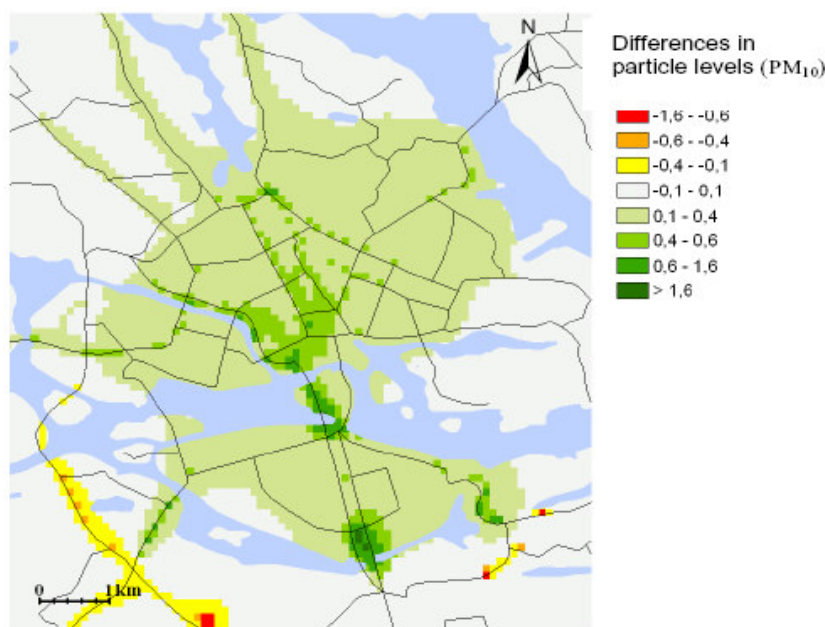 N
Differences in
particle levels (PM10)
-1,6 - -0,6
-0,6 - -0,4
-0,4 - -0,1
-0,1 - 0,1
0,1 - 0,4
0,4 - 0,6
0,6 - 1,6
> 1,6
0 1km